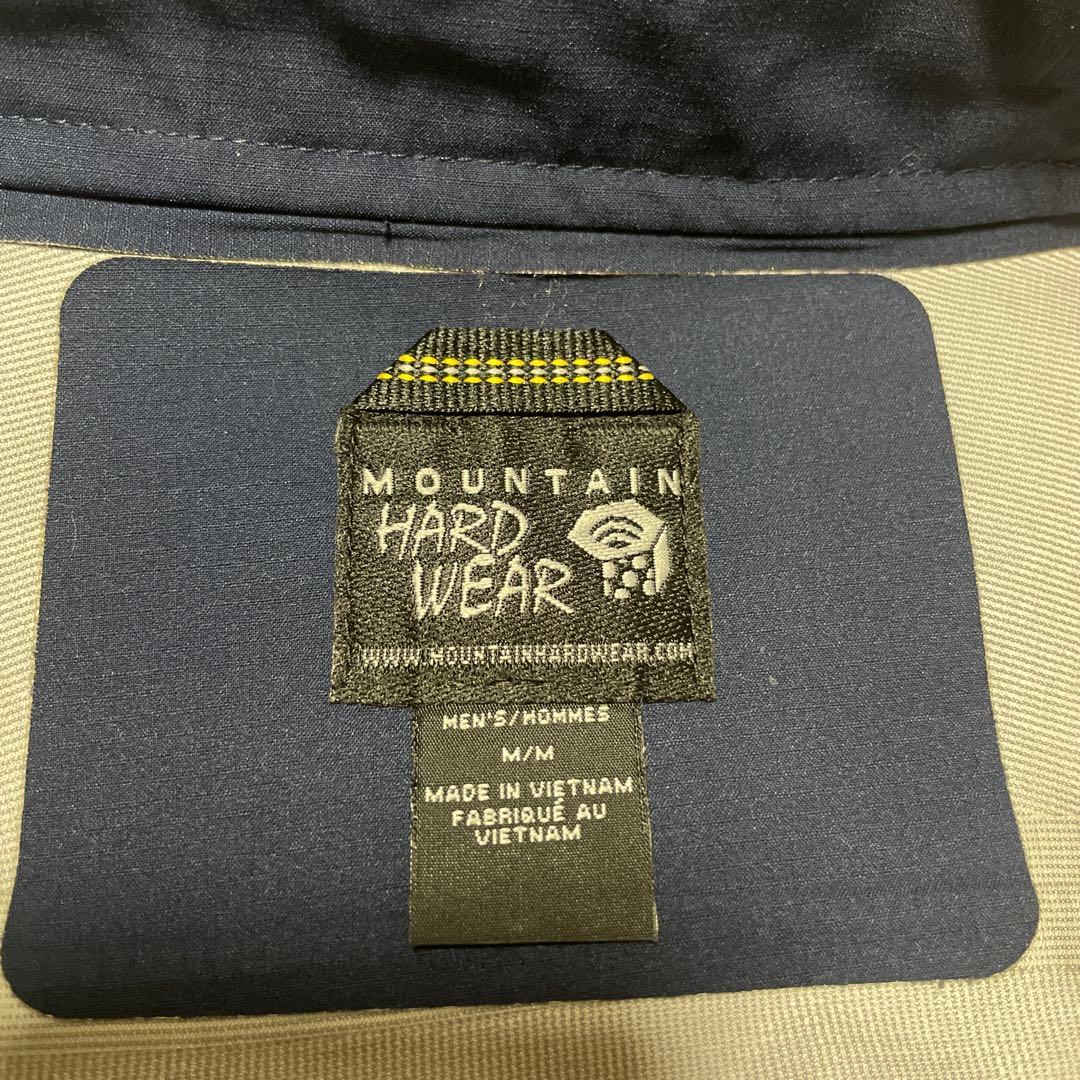 MOUNTAIN
HARD
WEAR
WWW.MOUNTAINHARDWEAR.COM
MEN'S/HOMMES
M/M
MADE IN VIETNAM
FABRIQUÉ AU
VIETNAM